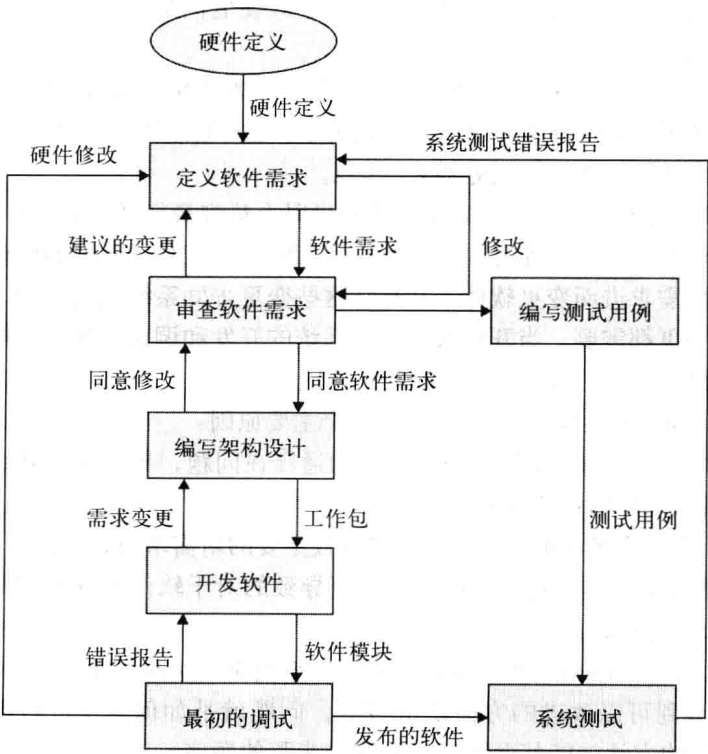 硬件定义
硬件定义
硬件修改
系统测试错误报告
定义软件需求
建议的变更
软件需求
修改
审查软件需求
编写测试用例
同意修改
同意软件需求
编写架构设计
需求变更
工作包
测试用例
开发软件
错误报告
软件模块
最初的调试
发布的软件
系统测试